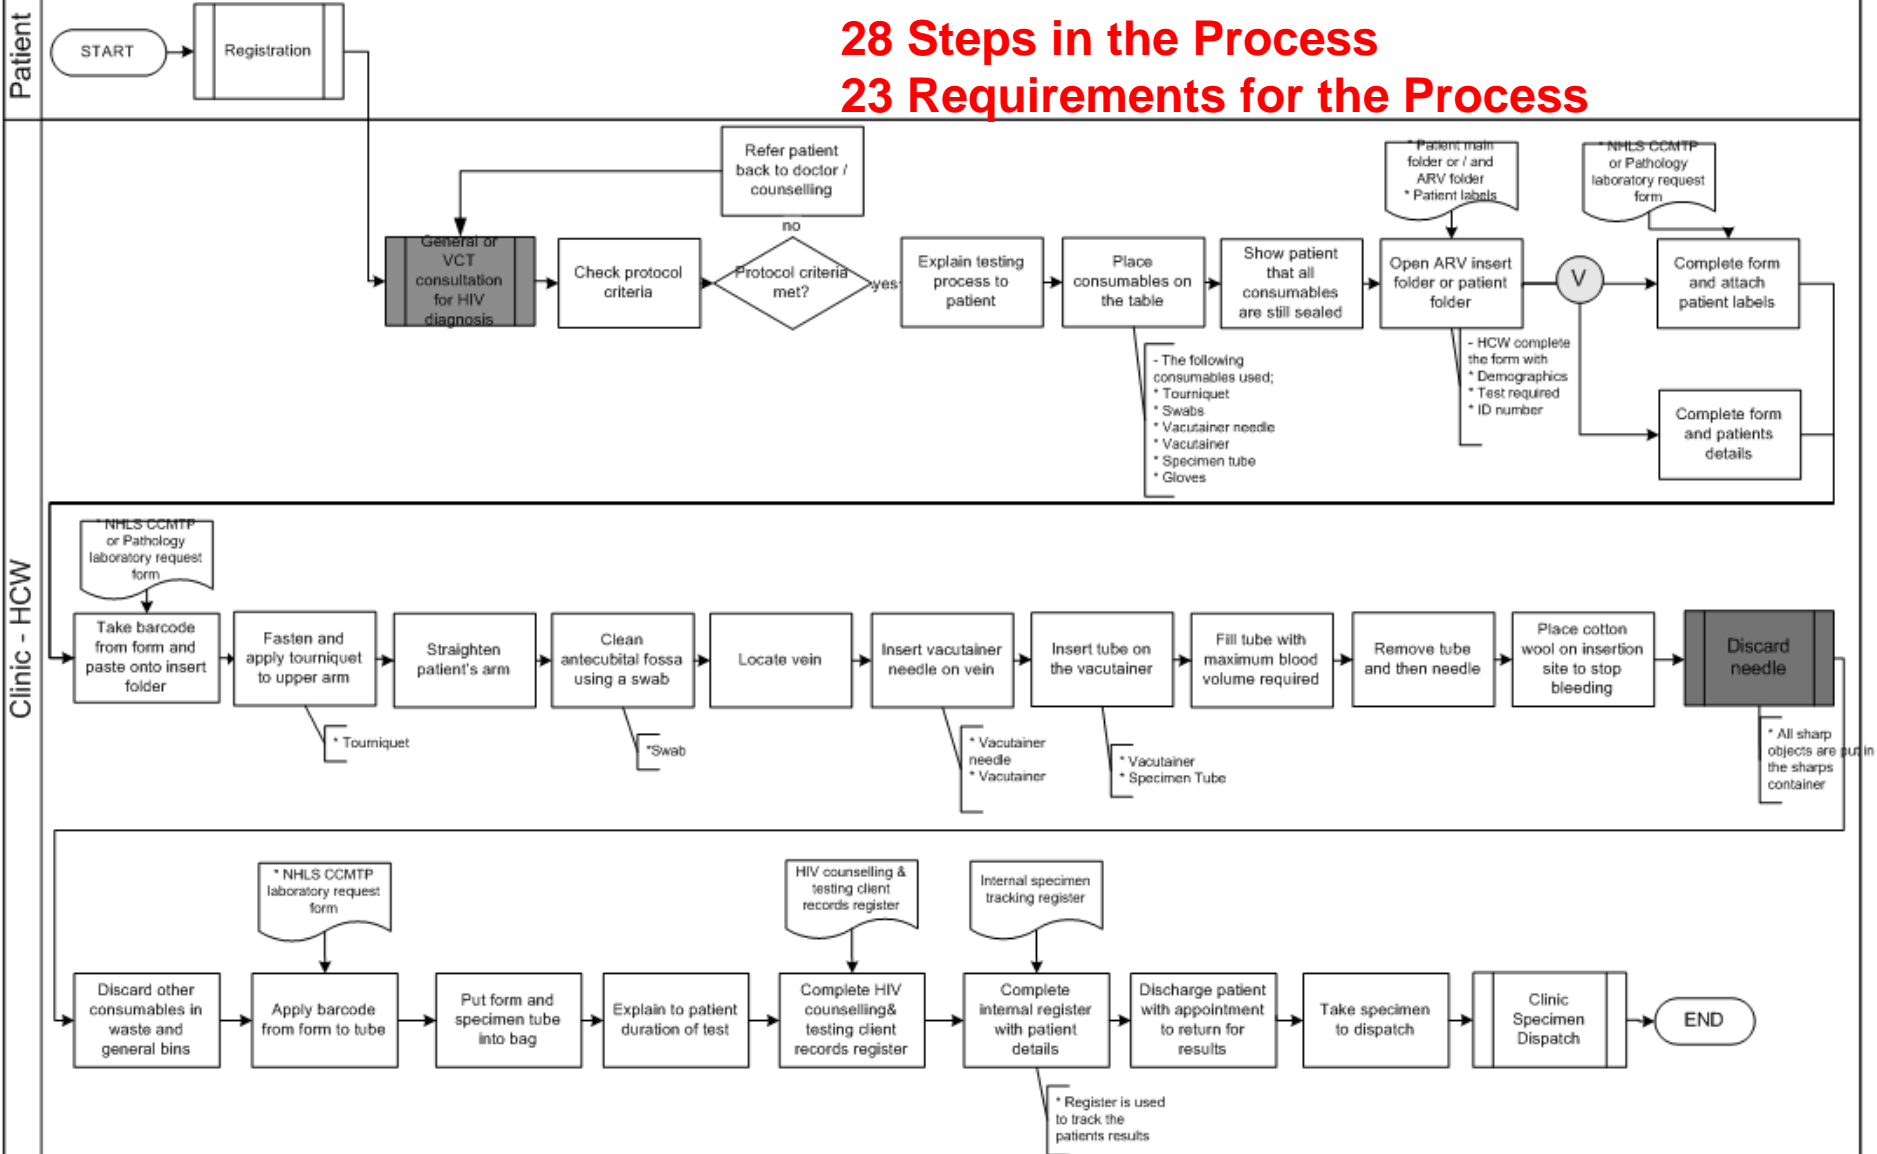 Patient
START
Registration
28 Steps in the Process
23 Requirements for the Process
Clinic - HCW
Refer patient
back to doctor /
counselling
no
General or
VCT
consultation
for HIV
diagnosis
Check protocol
criteria
Protocol criteria
met?
yes
Explain testing
process to
patient
Place
consumables on
the table
- The following
consumables used;
* Tourniquet
* Swabs
* Vacutainer needle
* Vacutainer
* Specimen tube
* Gloves
Show patient
that all
consumables
are still sealed
* Patient main
folder or / and
ARV folder
* Patient labels
Open ARV insert
folder or patient
folder
- HCW complete
the form with
* Demographics
* Test required
* ID number
V
* NHLS CCMTP
or Pathology
laboratory request
form
Complete form
and attach
patient labels
Complete form
and patients
details
* NHLS CCMTP
or Pathology
laboratory request
form
Take barcode
from form and
paste onto insert
folder
Fasten and
apply tourniquet
to upper arm
* Tourniquet
Straighten
patient's arm
Clean
antecubital fossa
using a swab
*Swab
Locate vein
Insert vacutainer
needle on vein
* Vacutainer
needle
* Vacutainer
Insert tube on
the vacutainer
* Vacutainer
* Specimen Tube
Fill tube with
maximum blood
volume required
Remove tube
and then needle
Place cotton
wool on insertion
site to stop
bleeding
Discard
needle
* All sharp
objects are put in
the sharps
container
Discard other
consumables in
waste and
general bins
* NHLS CCMTP
laboratory request
form
Apply barcode
from form to tube
Put form and
specimen tube
into bag
Explain to patient
duration of test
HIV counselling &
testing client
records register
Complete HIV
counselling&
testing client
records register
Internal specimen
tracking register
Complete
internal register
with patient
details
* Register is used
to track the
patients results
Discharge patient
with appointment
to return for
results
Take specimen
to dispatch
Clinic
Specimen
Dispatch
END